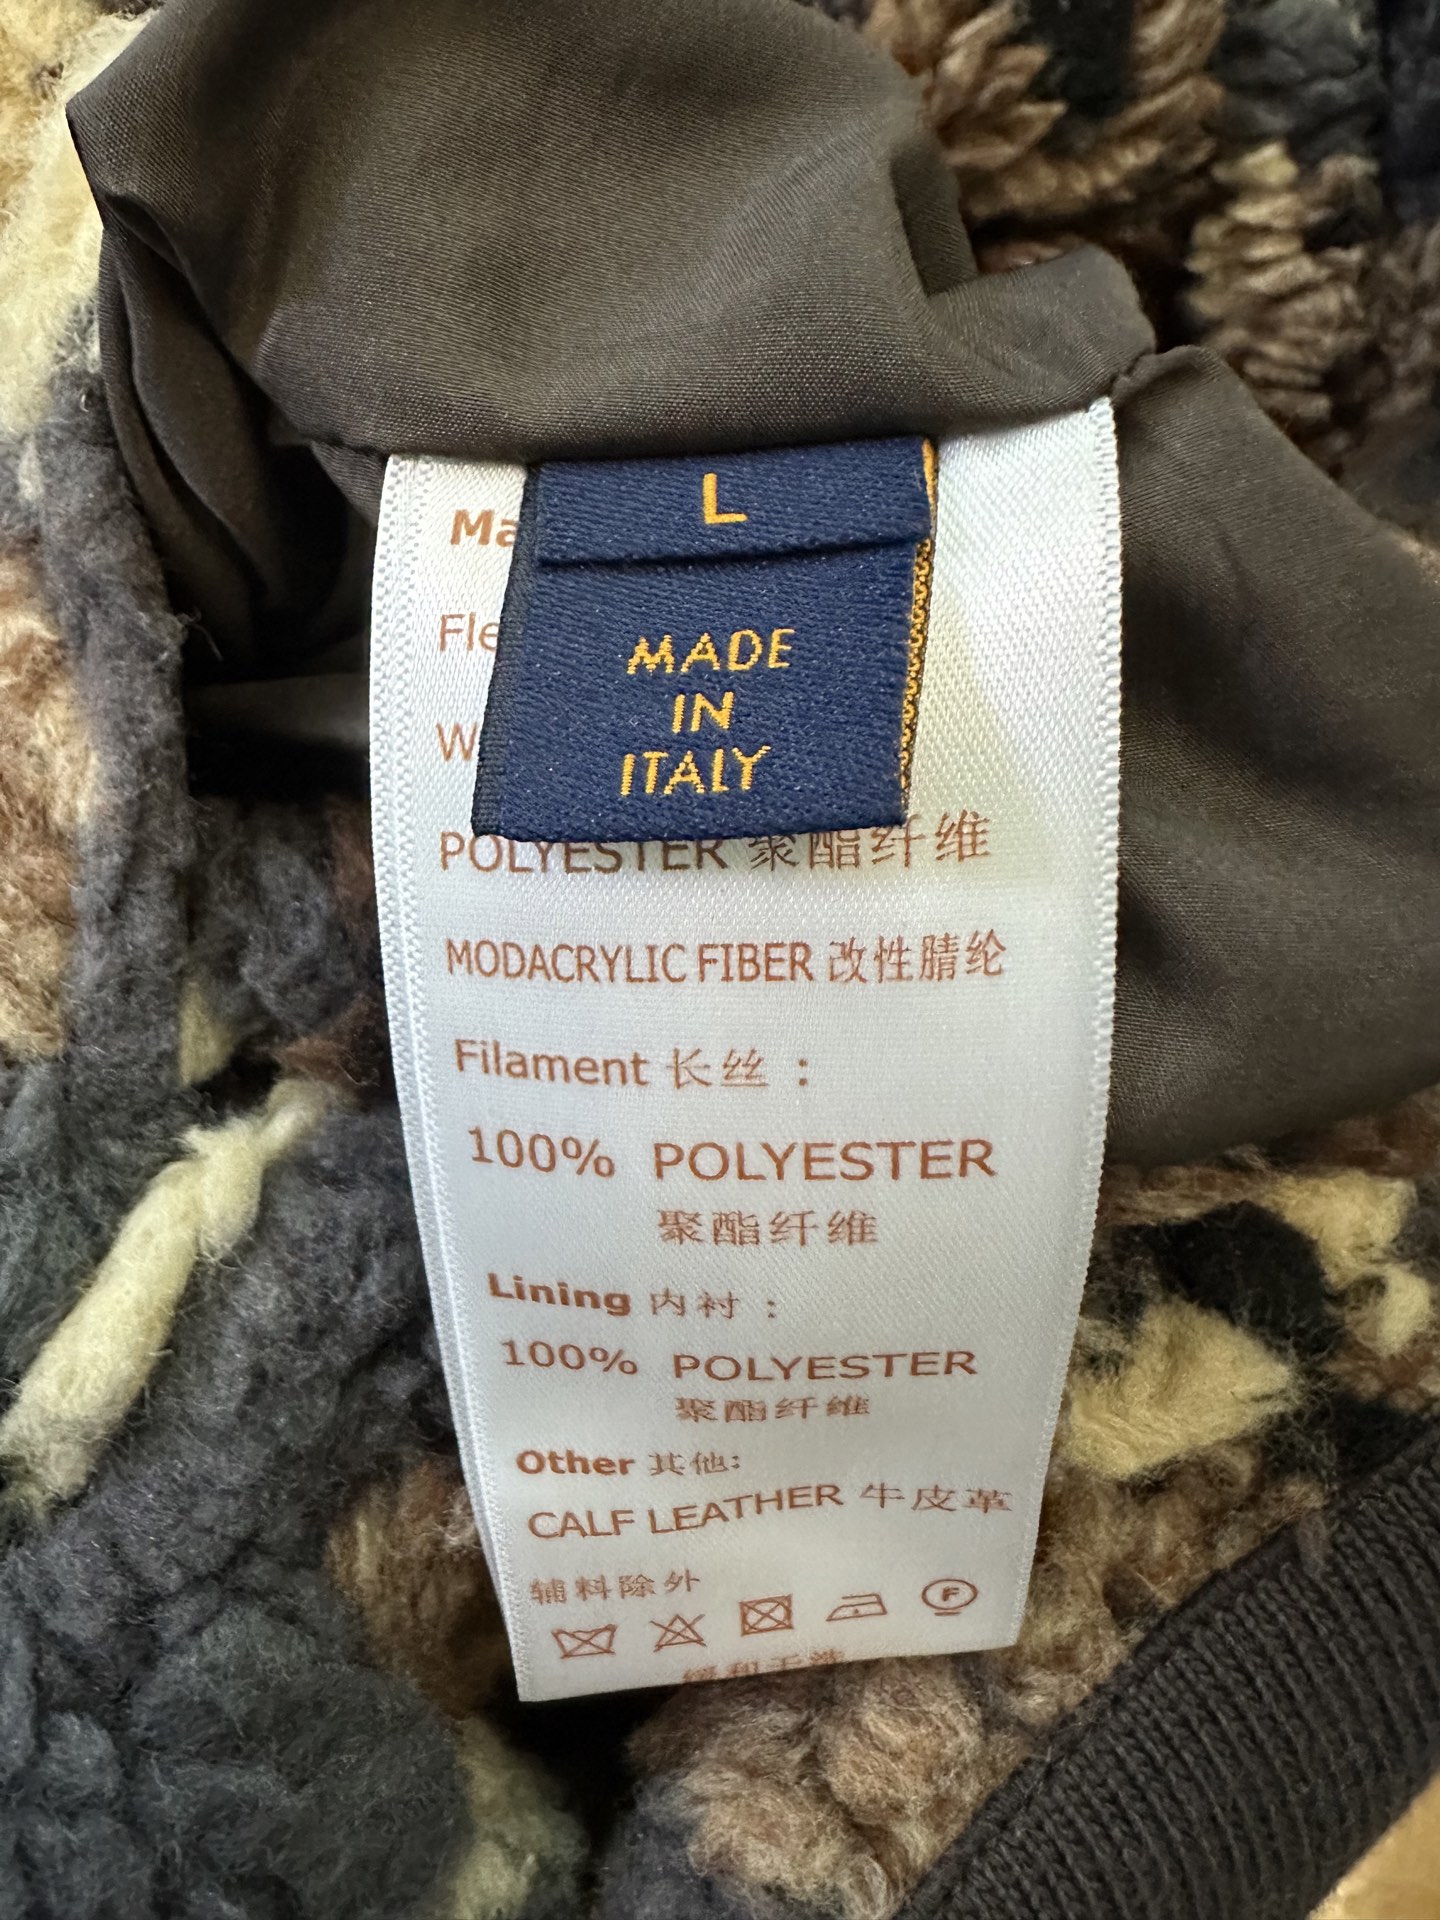 L
MADE
IN
ITALY
POLYESTER 聚酯纤维
MODACRYLIC FIBER 改性腈纶
Filament 长丝：
100% POLYESTER
聚酯纤维
Lining 内衬：
100% POLYESTER
聚酯纤维
Other 其他:
CALF LEATHER 牛皮革
辅料除外
F